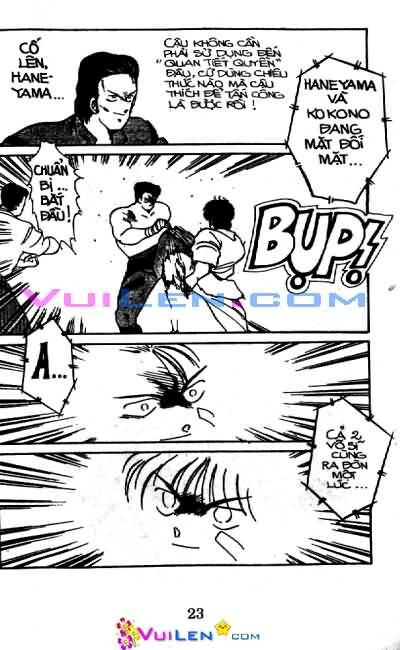 CỐ
LÊN,
HANE-
YAMA...
CẬU KHÔNG CẦN
PHẢI SỬ DỤNG ĐẾN
"QUAN TIẾT QUYỀN"
ĐÂU, CỨ DÙNG CHIÊU
THỨC NÀO MÀ CẬU
THÍCH ĐỂ TẤN CÔNG
LÀ ĐƯỢC RỒI!
HANEYAMA
VÀ
KOKONO
ĐANG
MẶT ĐỐI
MẶT...
CHUẨN
BỊ...
BẮT
ĐẦU!
BỤP!
VUILEN.COM
A...
CẢ 2
VÕ SĨ
CÙNG
RA ĐÒN
MỘT
LÚC...
23
VUILEN.COM